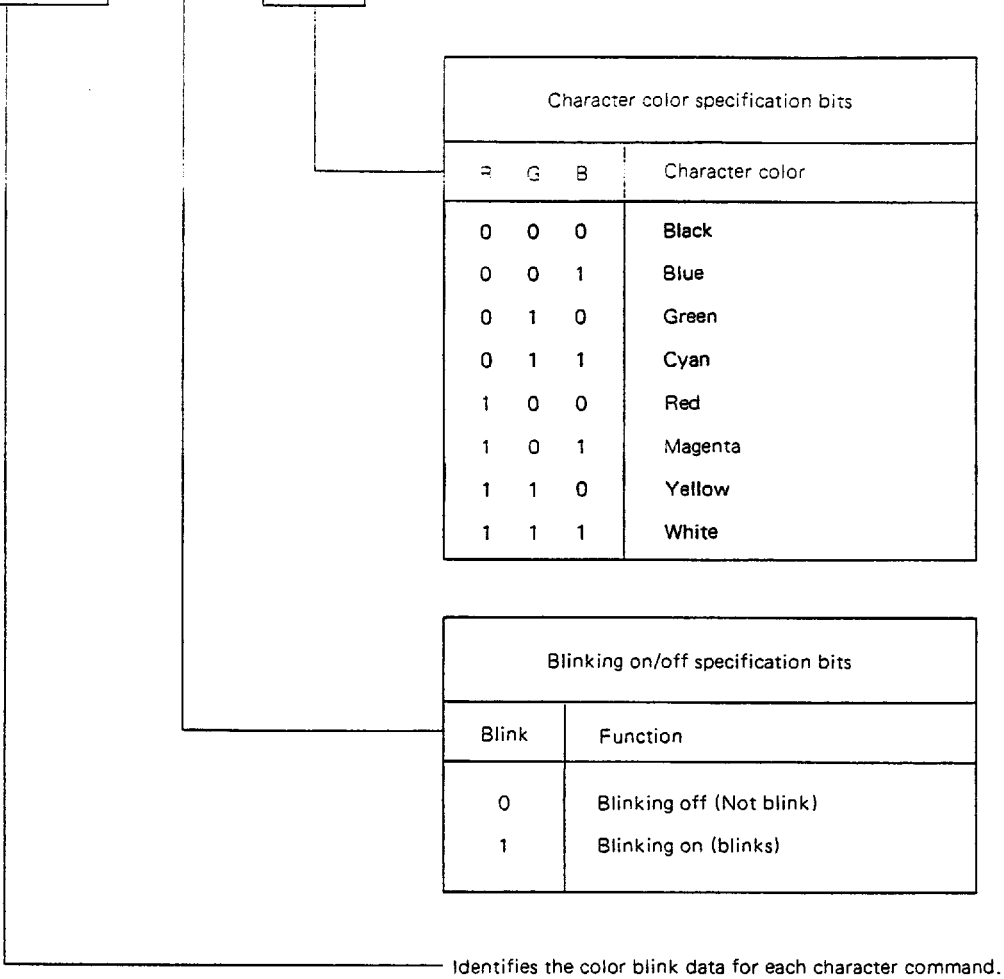 Character color specification bits
R G B Character color
0 0 0 Black
0 0 1 Blue
0 1 0 Green
0 1 1 Cyan
1 0 0 Red
1 0 1 Magenta
1 1 0 Yellow
1 1 1 White
Blinking on/off specification bits
Blink Function
0 Blinking off (Not blink)
1 Blinking on (blinks)
Identifies the color blink data for each character command.